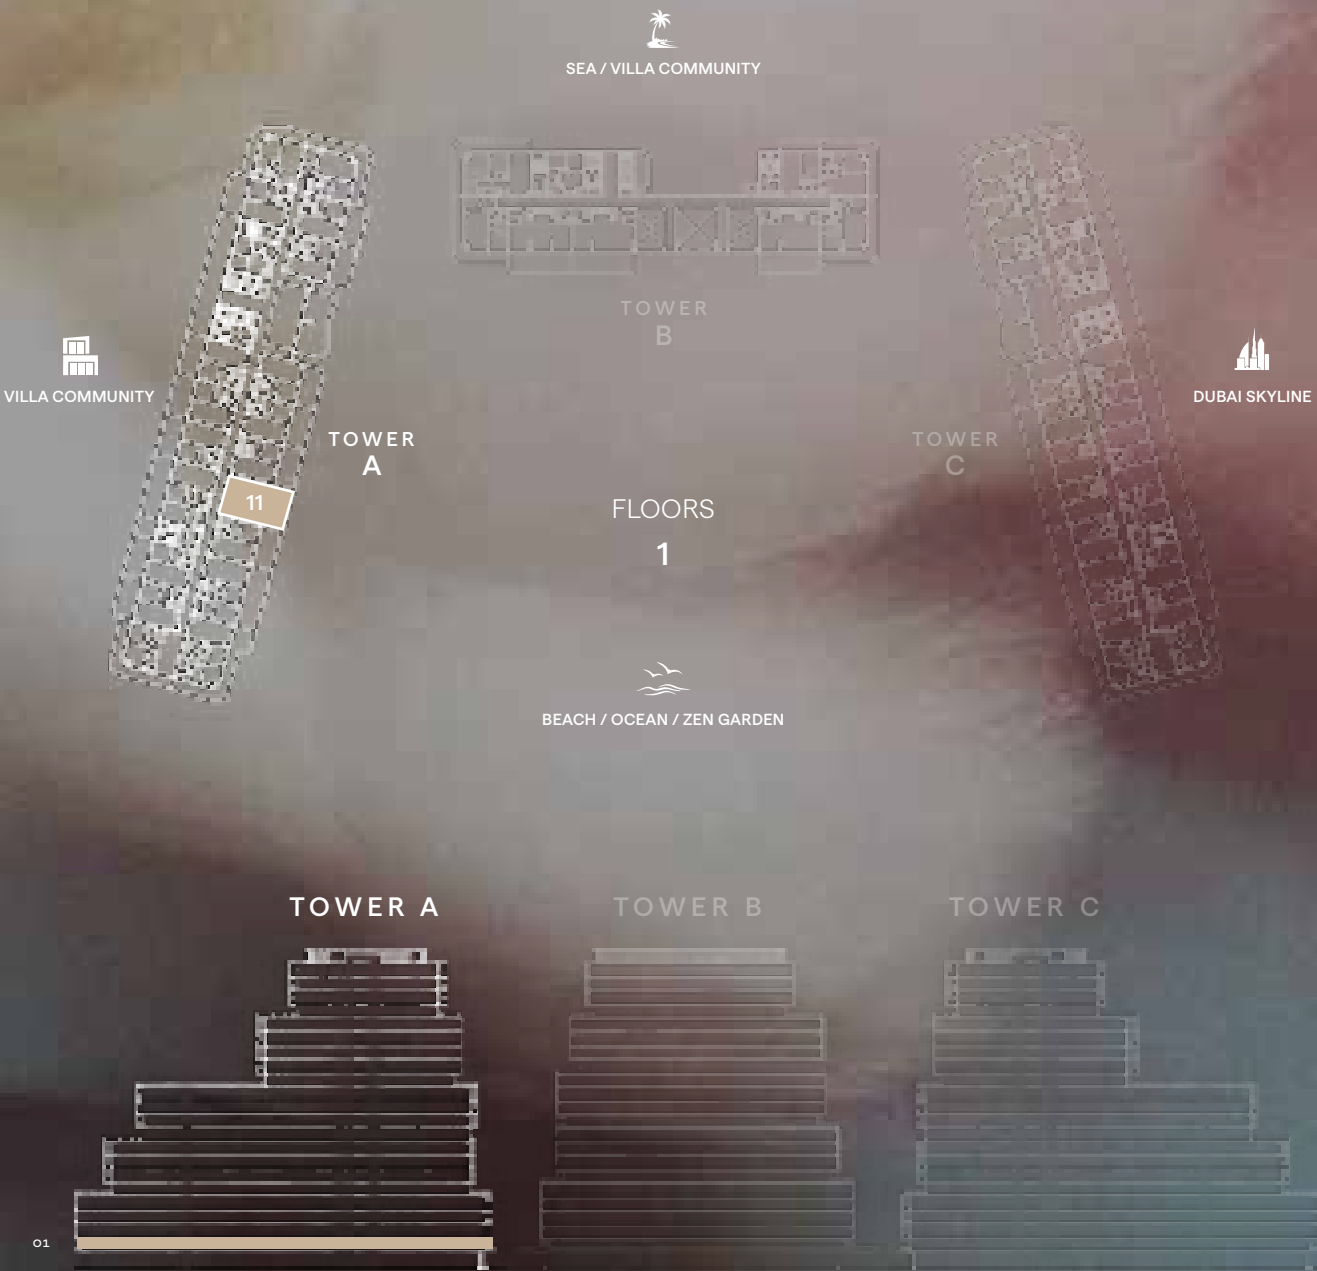 SEA / VILLA COMMUNITY
TOWER
B
VILLA COMMUNITY
DUBAI SKYLINE
TOWER
A
TOWER
C
11
FLOORS
1
BEACH / OCEAN / ZEN GARDEN
TOWER A
TOWER B
TOWER C
01